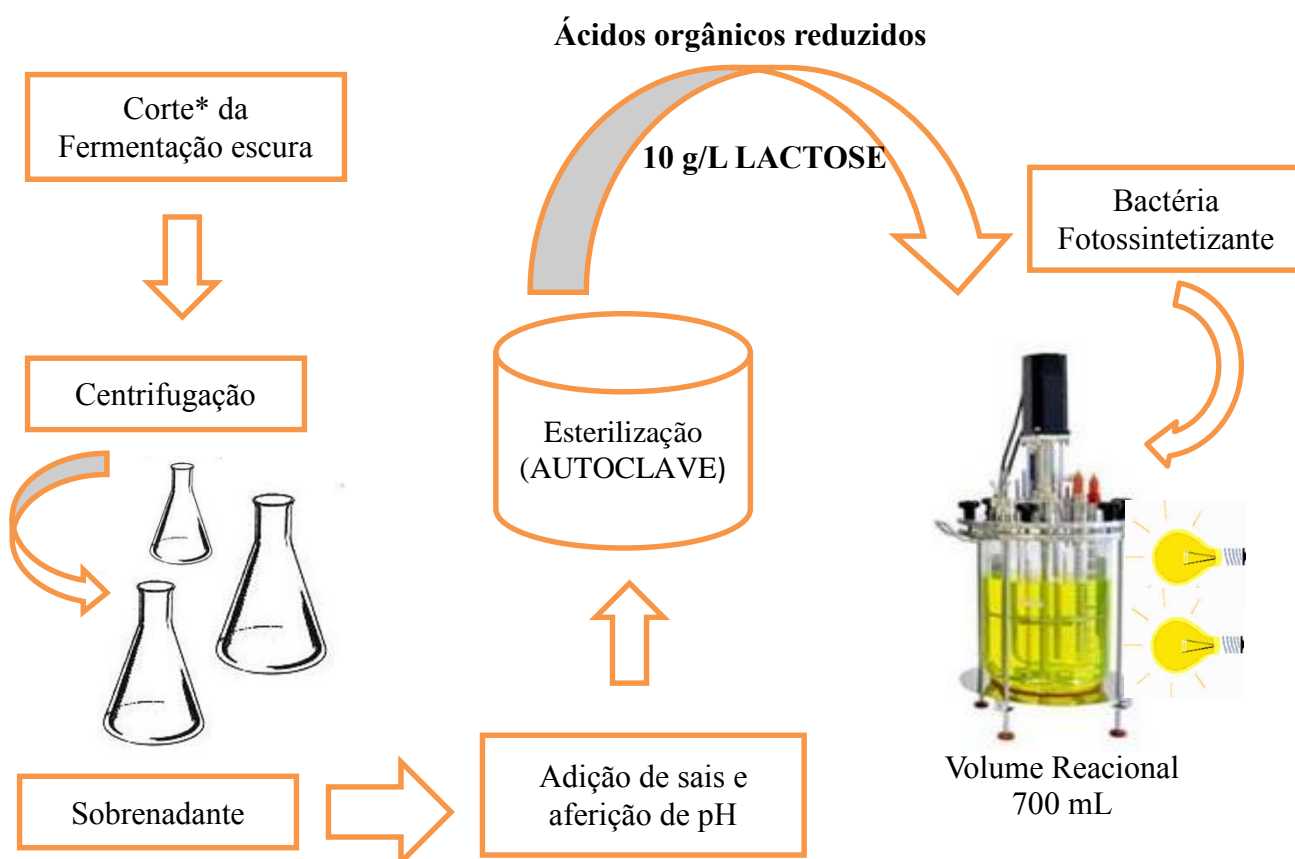 Corte* da
Fermentação escura
Centrifugação
Sobrenadante
Adição de sais e
aferição de pH
Esterilização
(AUTOCLAVE)
Ácidos orgânicos reduzidos
10 g/L LACTOSE
Bactéria
Fotossintetizante
Volume Reacional
700 mL